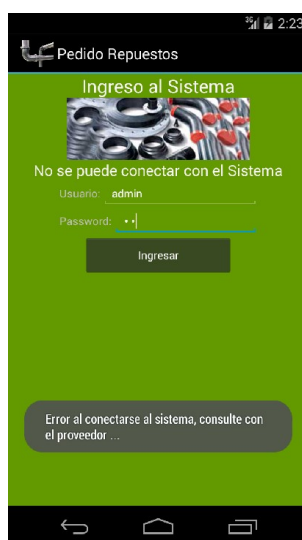 3G 2:23
Pedido Repuestos
Ingreso al Sistema
No se puede conectar con el Sistema
Usuario: admin
Password: ••
Ingresar
Error al conectarse al sistema, consulte con
el proveedor ...